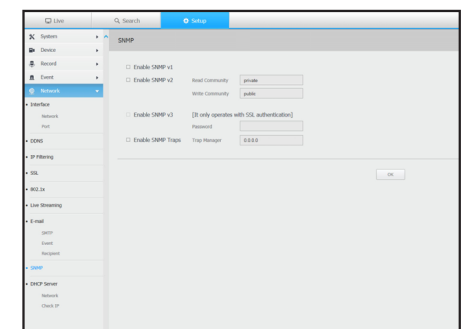 Live
Search
Setup
System
Device
Record
Event
Network
Interface
Network
Port
DDNS
IP Filtering
SSL
802.1x
Live Streaming
E-mail
SMTP
Event
Recipient
SNMP
DHCP Server
Network
Check IP
SNMP
Enable SNMP v1
Enable SNMP v2 Read Community private
Write Community public
Enable SNMP v3 [It only operates with SSL authentication]
Password
Enable SNMP Traps Trap Manager 0.0.0.0
OK